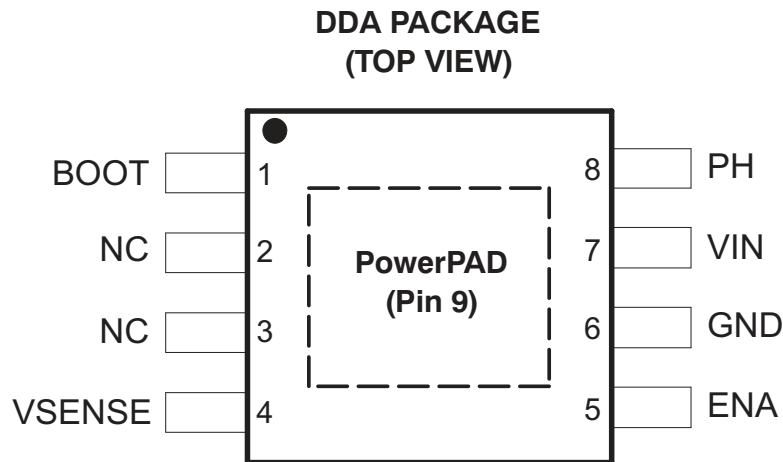 DDA PACKAGE
(TOP VIEW)
BOOT 1 8 PH
NC 2 7 VIN
PowerPAD
(Pin 9)
NC 3 6 GND
VSENSE 4 5 ENA